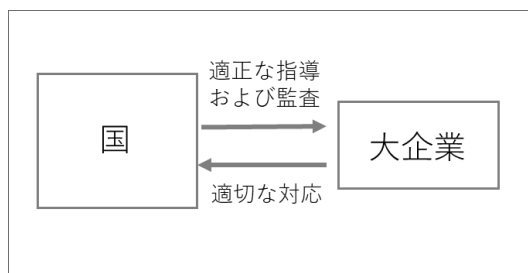 適正な指導
および監査
国
大企業
適切な対応